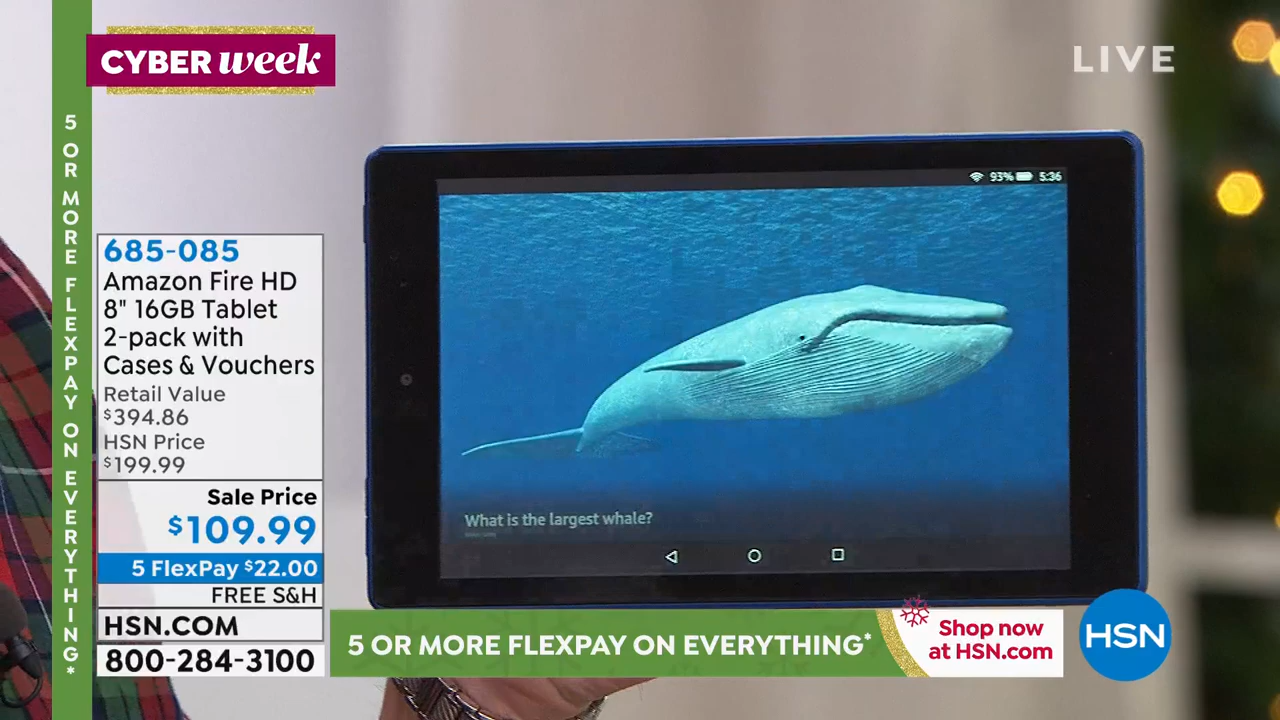 CYBER week
LIVE
5 OR MORE FLEXPAY ON EVERYTHING*
685-085
Amazon Fire HD
8" 16GB Tablet
2-pack with
Cases & Vouchers
Retail Value
$394.86
HSN Price
$199.99
Sale Price
$109.99
5 FlexPay $22.00
FREE S&H
HSN.COM
800-284-3100
93% 5:36
What is the largest whale?
5 OR MORE FLEXPAY ON EVERYTHING*
Shop now
at HSN.com
HSN